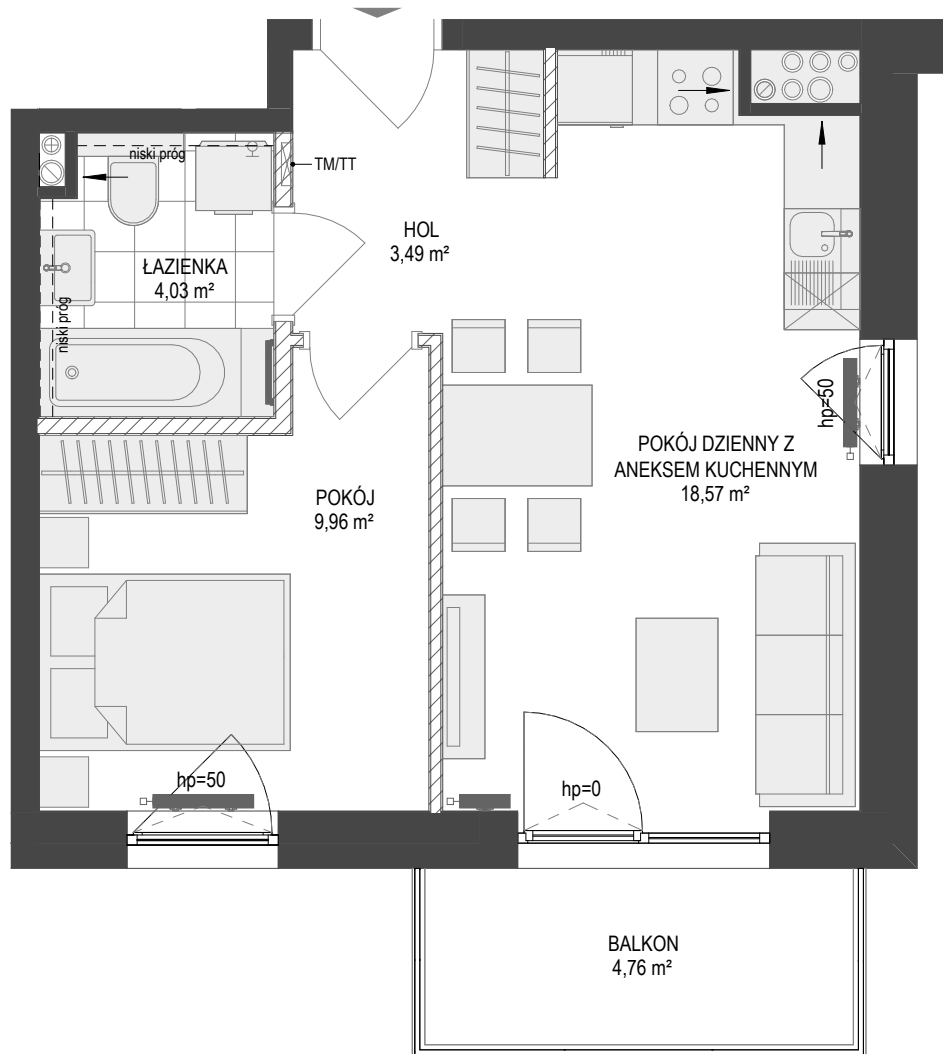 niski próg
TM/TT
HOL
3,49 m²
ŁAZIENKA
4,03 m²
niski próg
hp=50
POKÓJ DZIENNY Z
ANEKSEM KUCHENNYM
18,57 m²
POKÓJ
9,96 m²
hp=50
hp=0
BALKON
4,76 m²